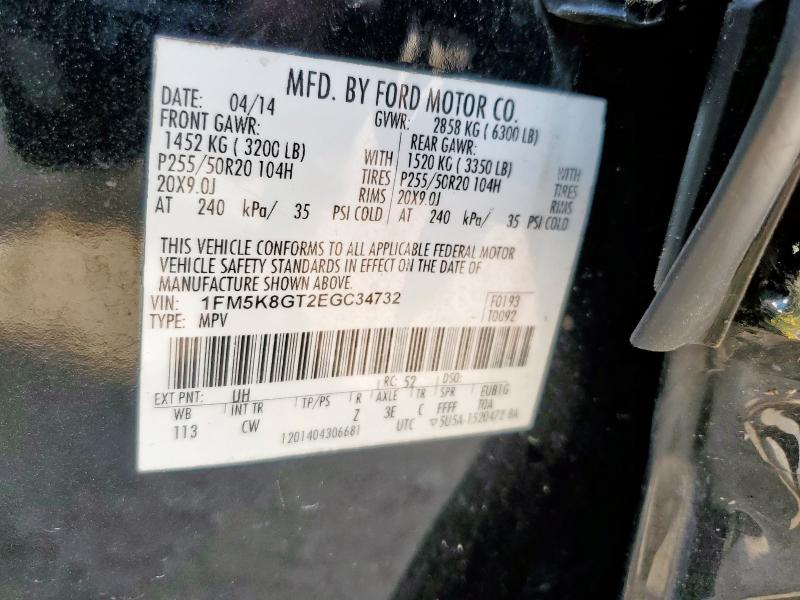 MFD. BY FORD MOTOR CO.
DATE: 04/14 GVWR: 2858 KG ( 6300 LB)
FRONT GAWR: REAR GAWR:
1452 KG ( 3200 LB) WITH 1520 KG ( 3350 LB) WITH
P255/50R20 104H TIRES P255/50R20 104H TIRES
20X9.0J RIMS 20X9.0J RIMS
AT 240 kPa/ 35 PSI COLD AT 240 kPa/ 35 PSI COLD
THIS VEHICLE CONFORMS TO ALL APPLICABLE FEDERAL MOTOR
VEHICLE SAFETY STANDARDS IN EFFECT ON THE DATE OF
MANUFACTURE SHOWN ABOVE.
VIN: 1FM5K8GT2EGC34732 F0193
TYPE: MPV T0092
EXT PNT: UH RC: 52 DSO:
WB INT TR TP/PS R AXLE TR SPR EUB1G
113 CW Z 3E C FFFF T0A
1201404306681 UTC ▽5U5A-1520472-BA